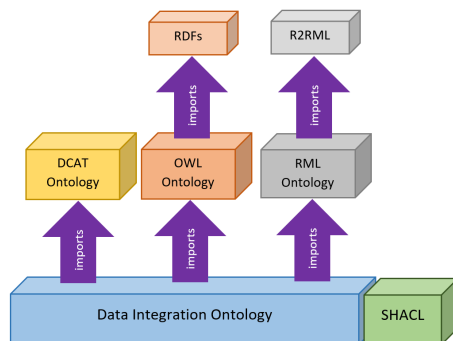 RDFs
R2RML
imports
imports
DCAT
Ontology
OWL
Ontology
RML
Ontology
imports
imports
imports
Data Integration Ontology
SHACL